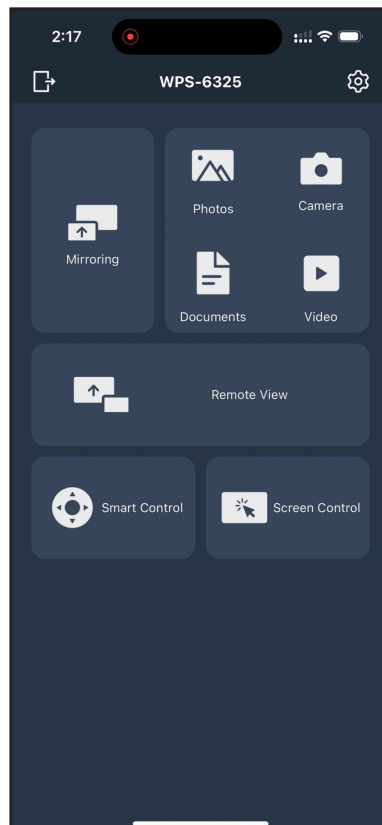 2:17
WPS-6325
Photos
Camera
Mirroring
Documents
Video
Remote View
Smart Control
Screen Control